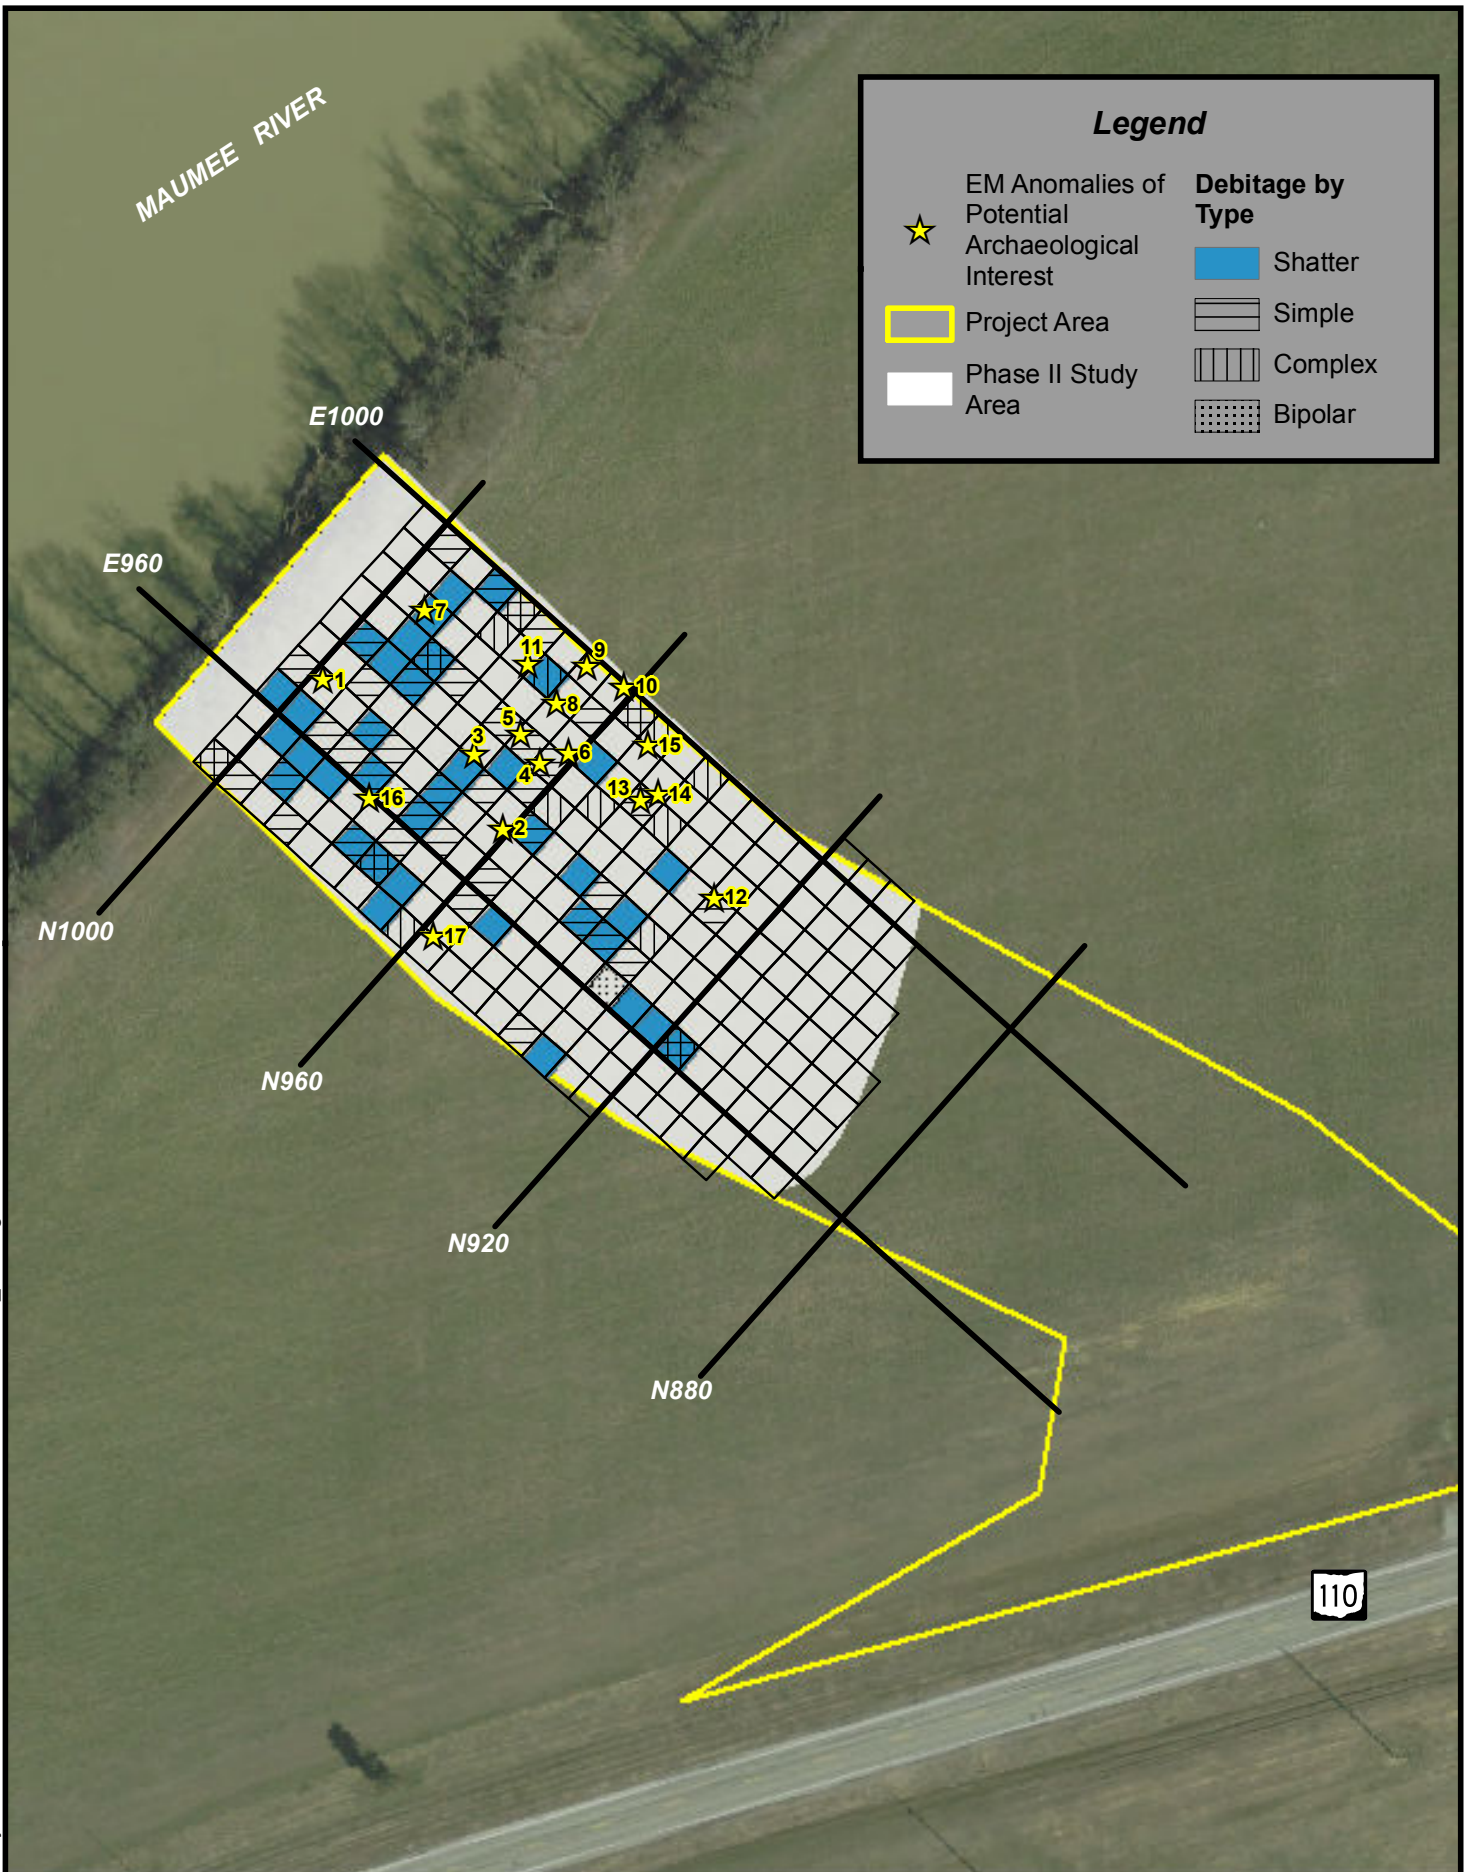 MAUMEE RIVER
Legend
EM Anomalies of
Potential
Archaeological
Interest
Project Area
Phase II Study
Area
Debitage by
Type
Shatter
Simple
Complex
Bipolar
E1000
E960
7
11
9
1
10
8
5
3
6
15
4
16
13
14
2
12
17
N1000
N960
N920
N880
110